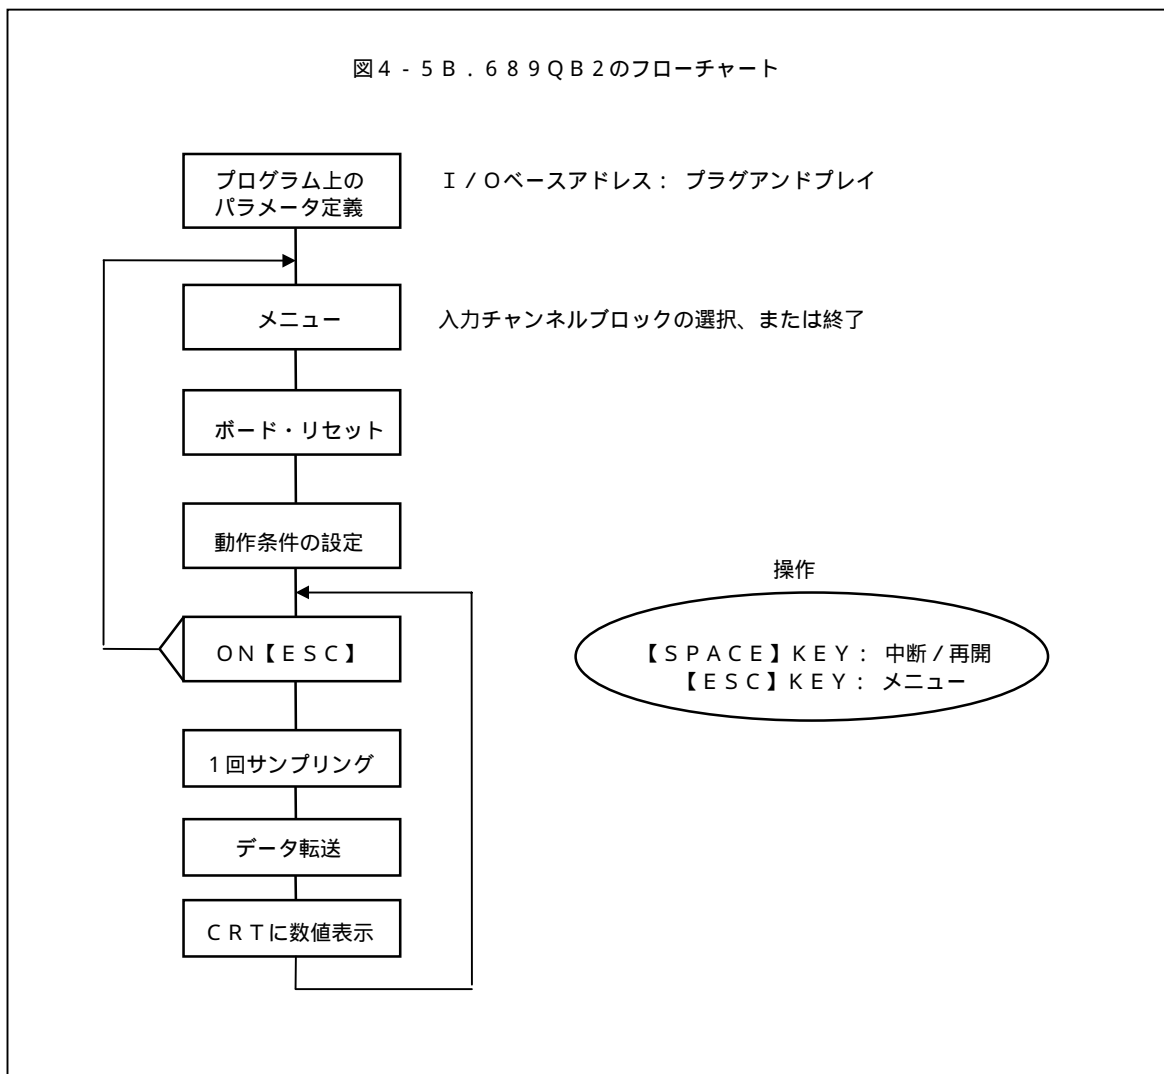 図４-５Ｂ．６８９ＱＢ２のフローチャート
プログラム上の
パラメータ定義
Ｉ/Ｏベースアドレス： プラグアンドプレイ
メニュー
入力チャンネルブロックの選択、または終了
ボード・リセット
動作条件の設定
操作
ＯＮ【ＥＳＣ】
【ＳＰＡＣＥ】ＫＥＹ： 中断/再開
【ＥＳＣ】ＫＥＹ： メニュー
１回サンプリング
データ転送
ＣＲＴに数値表示